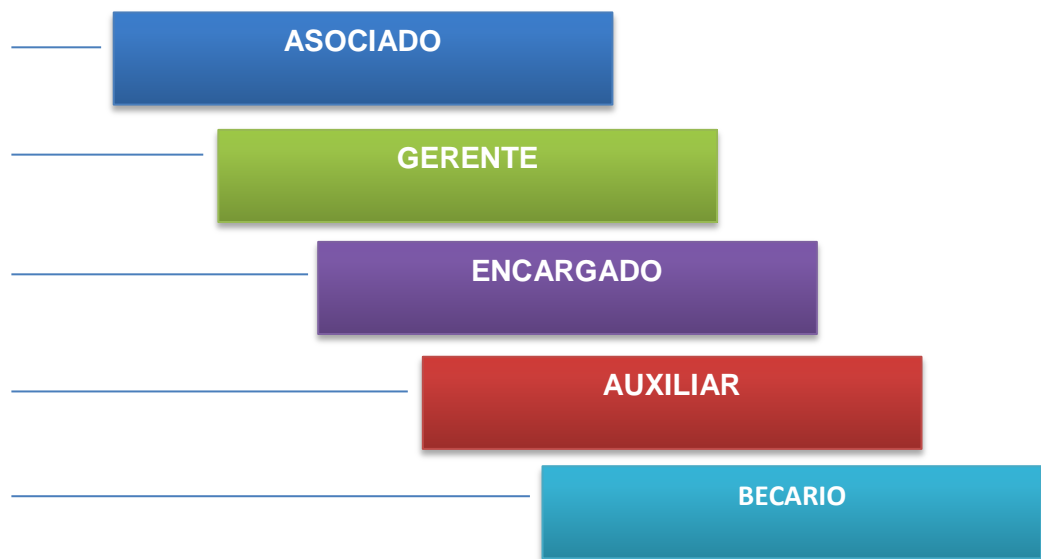 ASOCIADO
GERENTE
ENCARGADO
AUXILIAR
BECARIO